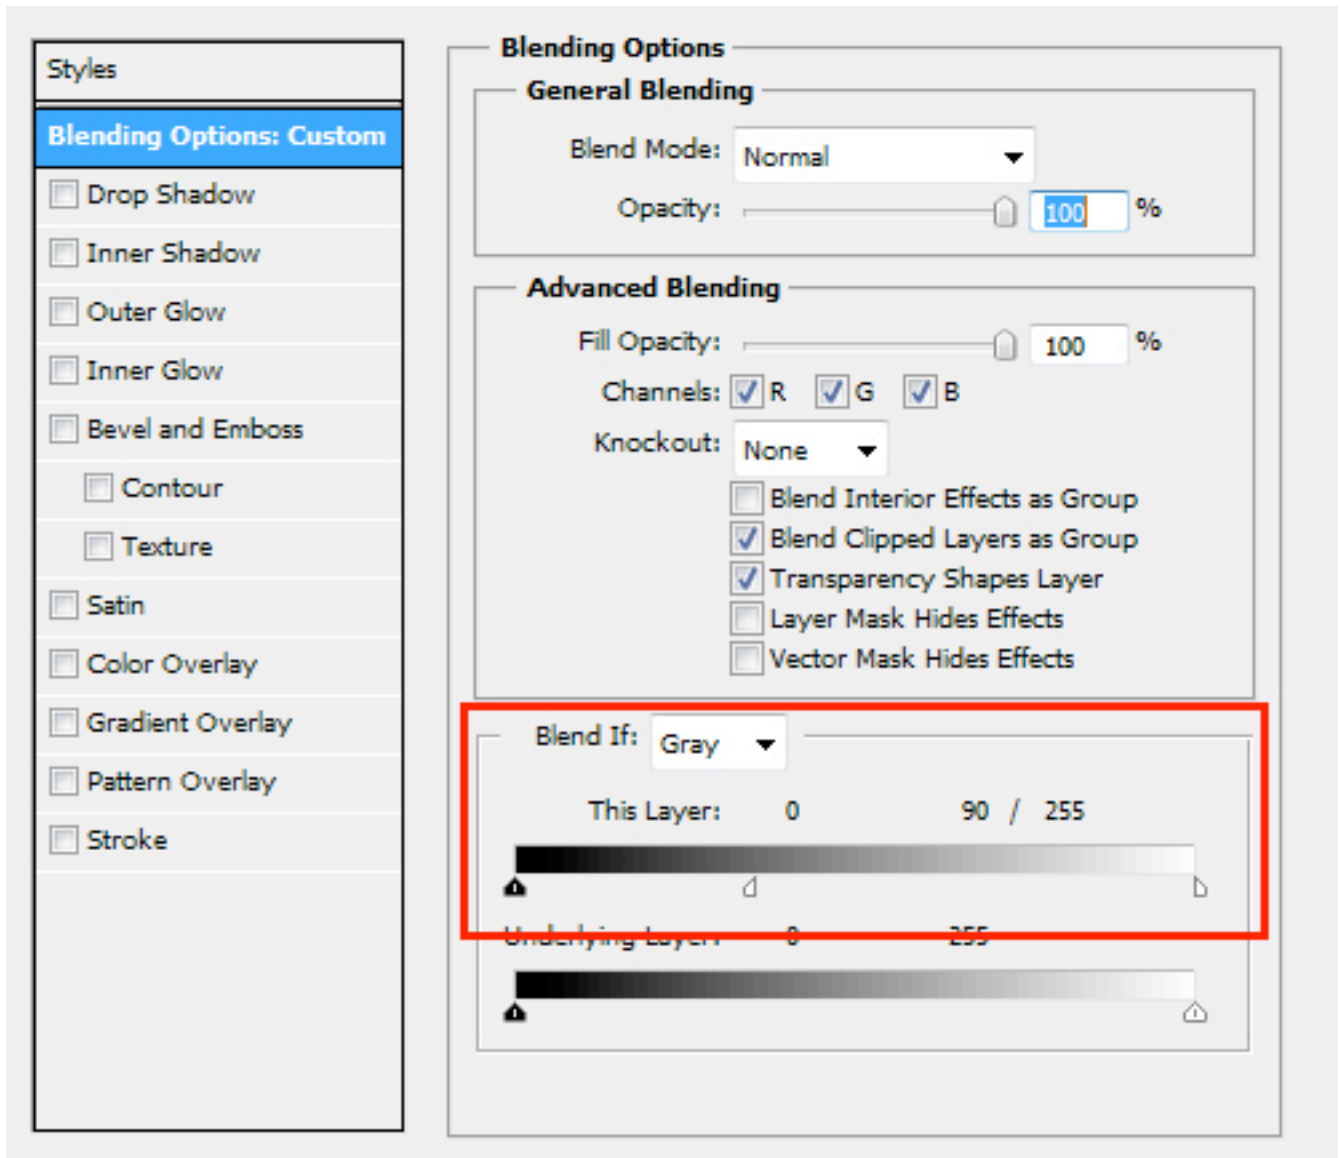 Styles
Blending Options: Custom
Drop Shadow
Inner Shadow
Outer Glow
Inner Glow
Bevel and Emboss
Contour
Texture
Satin
Color Overlay
Gradient Overlay
Pattern Overlay
Stroke
Blending Options
General Blending
Blend Mode: Normal
Opacity: 100 %
Advanced Blending
Fill Opacity: 100 %
Channels: R G B
Knockout: None
Blend Interior Effects as Group
Blend Clipped Layers as Group
Transparency Shapes Layer
Layer Mask Hides Effects
Vector Mask Hides Effects
Blend If: Gray
This Layer: 0 90 / 255
Underlying Layer: 0 255